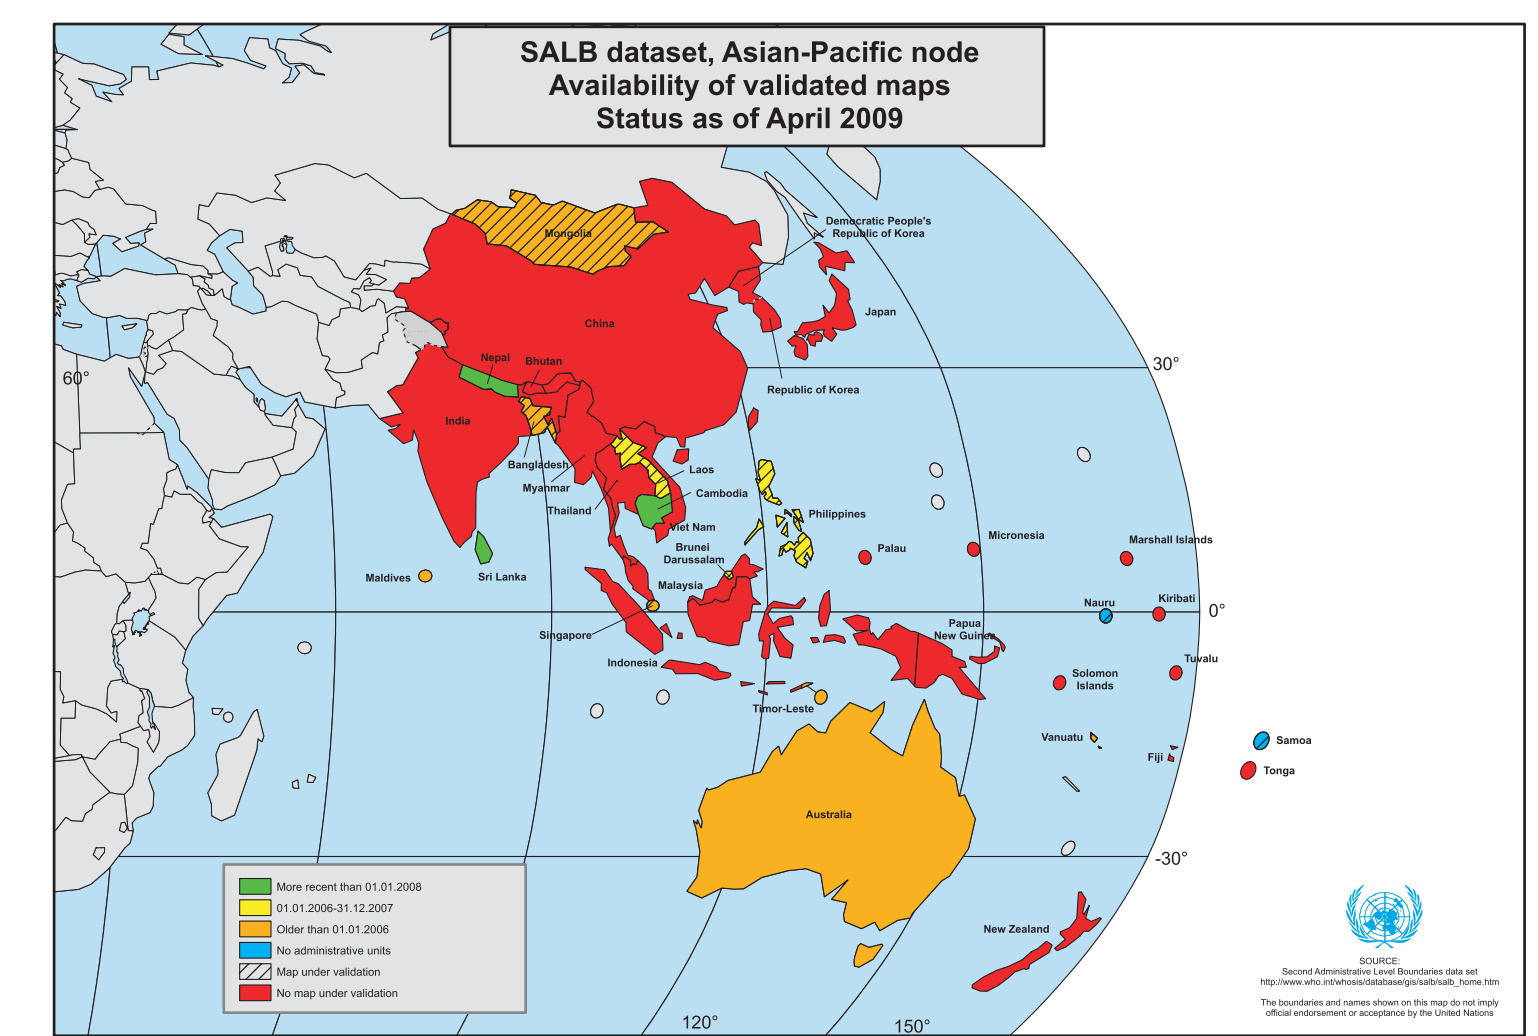 SALB dataset, Asian-Pacific node
Availability of validated maps
Status as of April 2009
Democratic People's
Republic of Korea
Mongolia
Japan
China
Nepal
Bhutan
30°
60°
Republic of Korea
India
Bangladesh
Laos
Myanmar
Cambodia
Thailand
Philippines
Viet Nam
Micronesia
Marshall Islands
Brunei
Darussalam
Palau
Maldives
Sri Lanka
Malaysia
Nauru
Kiribati
0°
Singapore
Papua
New Guinea
Indonesia
Tuvalu
Solomon
Islands
Timor-Leste
Vanuatu
Samoa
Fiji
Tonga
Australia
-30°
More recent than 01.01.2008
01.01.2006-31.12.2007
Older than 01.01.2006
No administrative units
Map under validation
No map under validation
New Zealand
120°
150°
SOURCE:
Second Administrative Level Boundaries data set
http://www.who.int/whosis/database/gis/salb/salb_home.htm
The boundaries and names shown on this map do not imply
official endorsement or acceptance by the United Nations